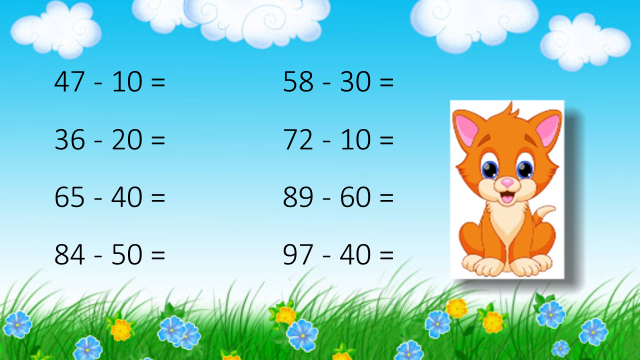 47 - 10 =
36 - 20 =
65 - 40 =
84 - 50 =
58 - 30 =
72 - 10 =
89 - 60 =
97 - 40 =